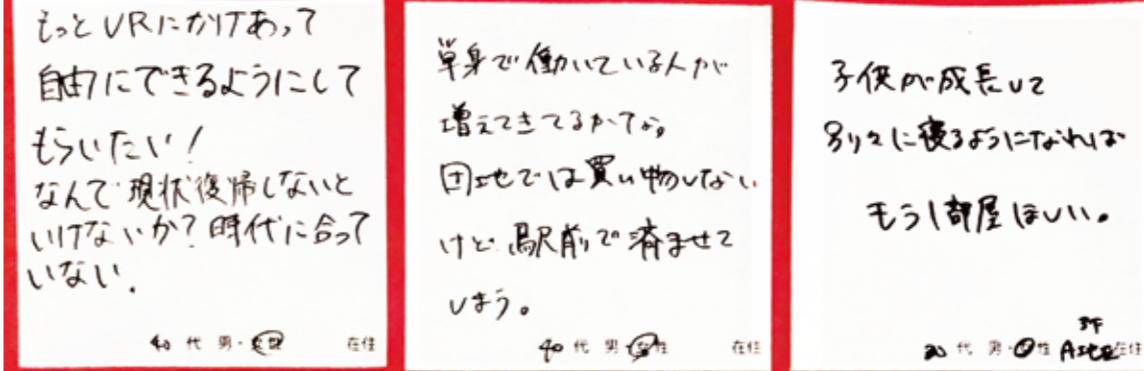 もっとURにかけあって
自由にできるようにして
もらいたい!
なんで現状復帰しないと
いけないか?時代に合って
いない.
40代 男・女性 在住
単身で働いている人が
増えてきてるかなぁ。
団地では買い物しない
けど、駅前で済ませて
しまう。
40代 男・女性 在住
子供が成長して
別々に寝るようになれば
もう1部屋ほしい。
代 男・女性 在住